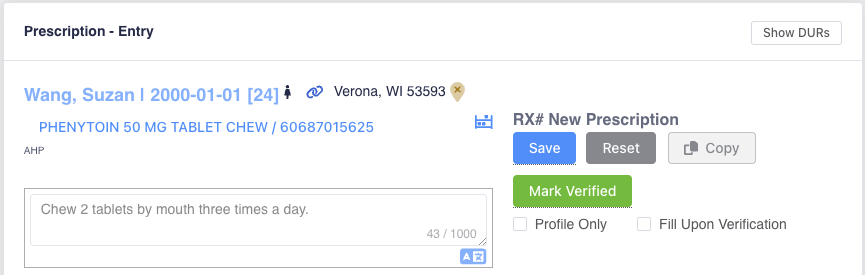 Prescription - Entry
Show DURs
Wang, Suzan | 2000-01-01 [24]
Verona, WI 53593
PHENYTOIN 50 MG TABLET CHEW / 60687015625
AHP
RX# New Prescription
Save
Reset
Copy
Mark Verified
Profile Only
Fill Upon Verification
Chew 2 tablets by mouth three times a day.
43 / 1000
A